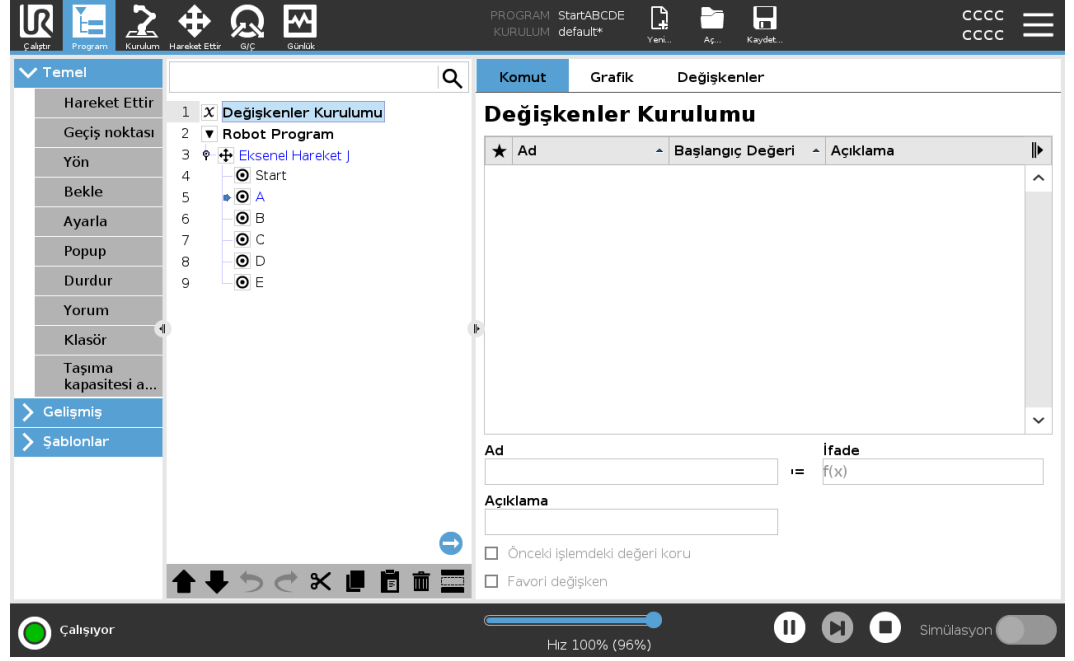 UR
Çalıştır
Program
Kurulum
Hareket Ettir
G/Ç
Günlük
PROGRAM StartABCDE
KURULUM default*
Yeni...
Aç...
Kaydet...
CCCC
CCCC
Temel
Hareket Ettir
Geçiş noktası
Yön
Bekle
Ayarla
Popup
Durdur
Yorum
Klasör
Taşıma
kapasitesi a...
Gelişmiş
Şablonlar
1 X Değişkenler Kurulumu
2 Robot Program
3 Eksenel Hareket J
4 Start
5 A
6 B
7 C
8 D
9 E
Komut Grafik Değişkenler
Değişkenler Kurulumu
Ad Başlangıç Değeri Açıklama
Ad
İfade
:= f(x)
Açıklama
Önceki işlemdeki değeri koru
Favori değişken
Çalışıyor
Hız 100% (96%)
Simülasyon